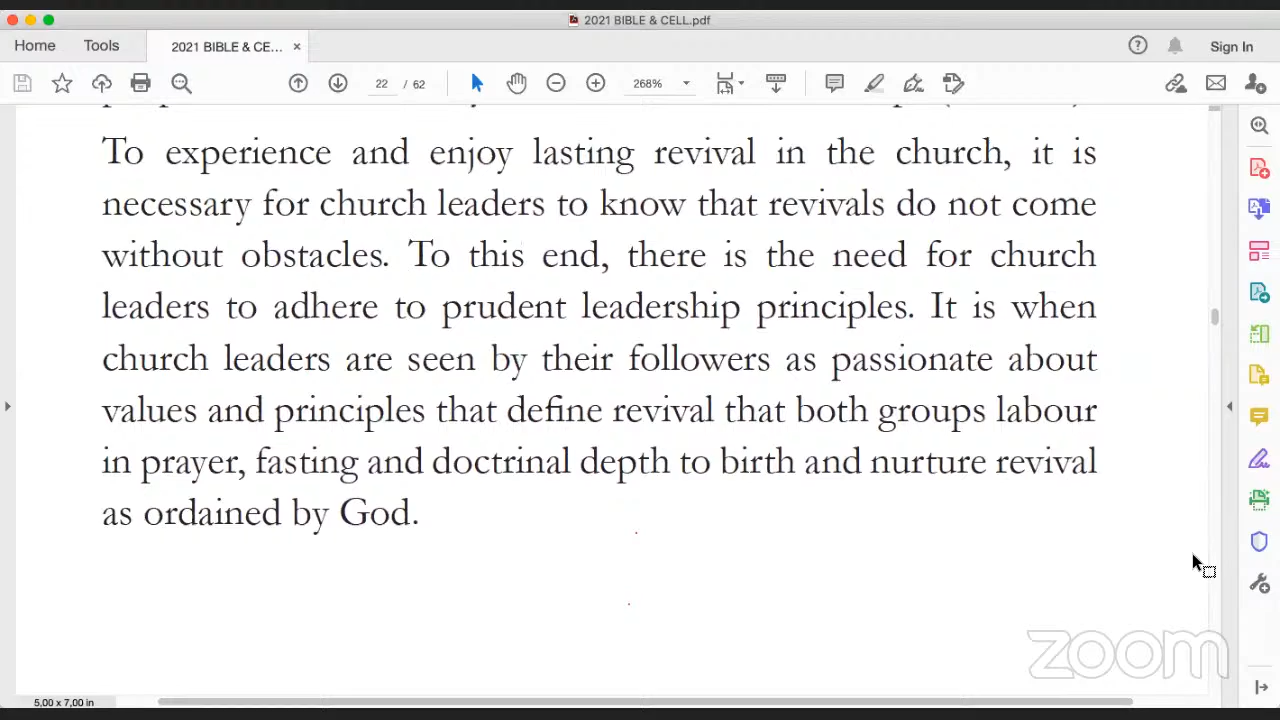 2021 BIBLE & CELL.pdf
Home
Tools
2021 BIBLE & CE...
Sign In
22 / 62
268%
To experience and enjoy lasting revival in the church, it is
necessary for church leaders to know that revivals do not come
without obstacles. To this end, there is the need for church
leaders to adhere to prudent leadership principles. It is when
church leaders are seen by their followers as passionate about
values and principles that define revival that both groups labour
in prayer, fasting and doctrinal depth to birth and nurture revival
as ordained by God.
zoom
5,00 x 7,00 in